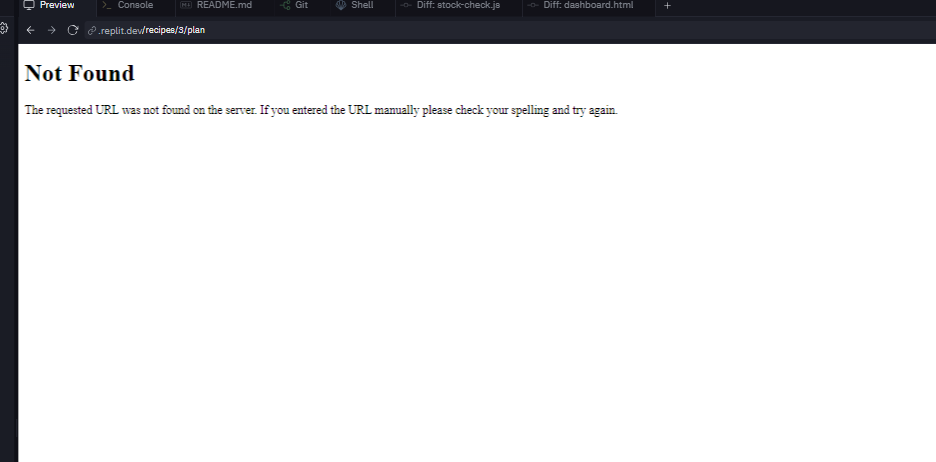 Preview Console README.md Git Shell Diff: stock-check.js Diff: dashboard.html
.replit.dev/recipes/3/plan
Not Found
The requested URL was not found on the server. If you entered the URL manually please check your spelling and try again.